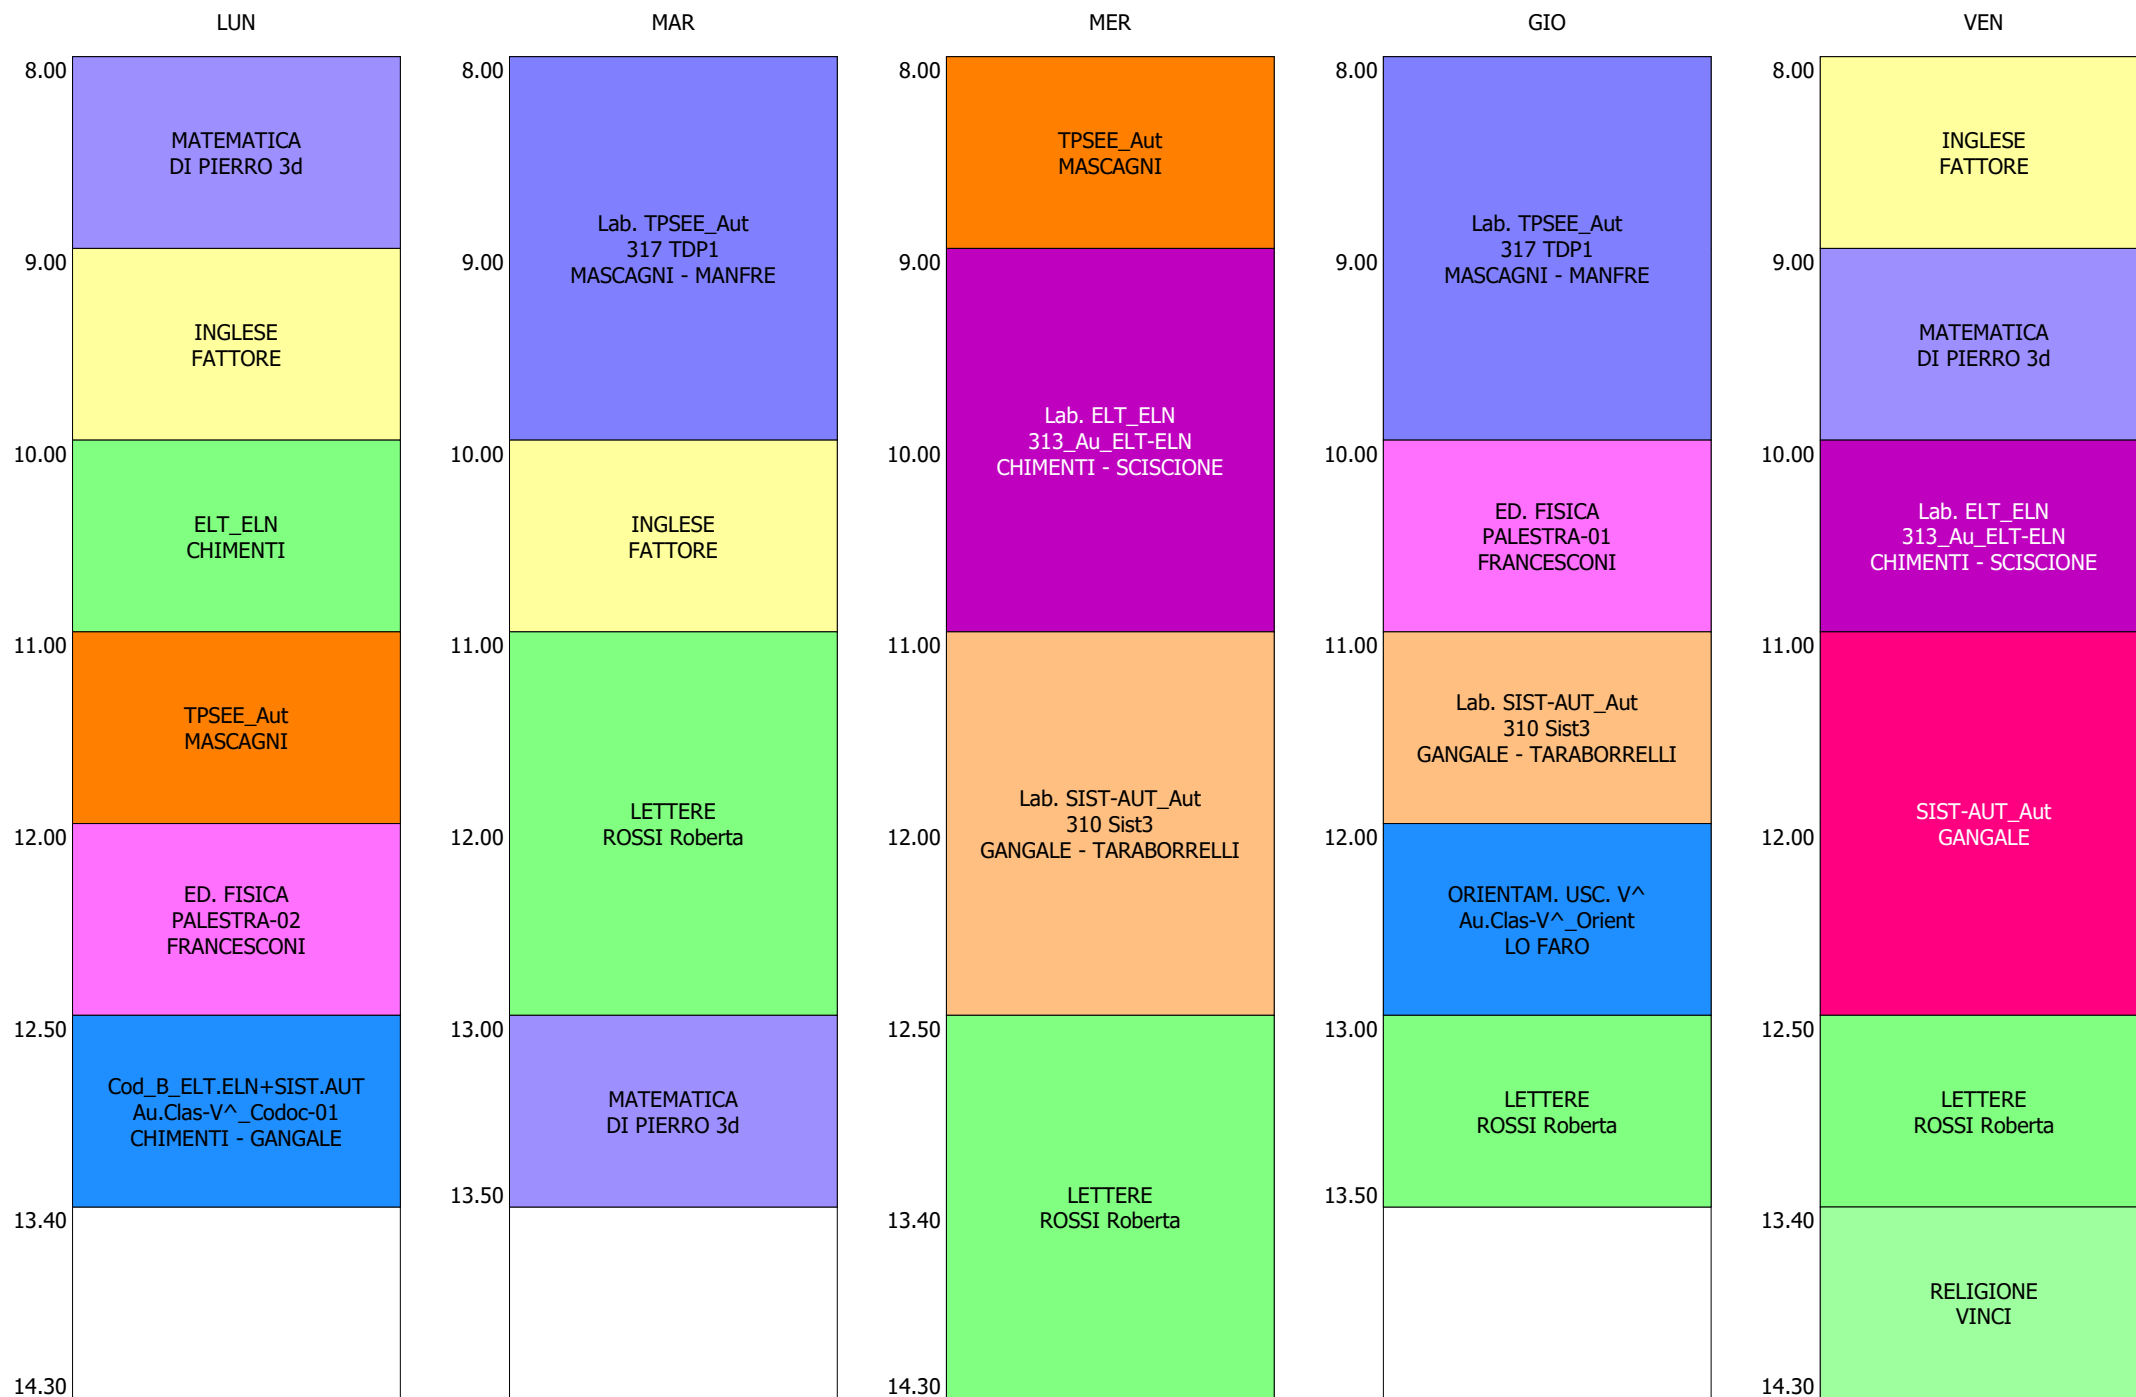 LUN
8.00
MATEMATICA
DI PIERRO 3d
9.00
INGLESE
FATTORE
10.00
ELT_ELN
CHIMENTI
11.00
TPSEE_Aut
MASCAGNI
12.00
ED. FISICA
PALESTRA-02
FRANCESCONI
12.50
Cod_B_ELT.ELN+SIST.AUT
Au.Clas-V^_Codoc-01
CHIMENTI - GANGALE
13.40
14.30
MAR
8.00
Lab. TPSEE_Aut
317 TDP1
MASCAGNI - MANFRE
9.00
10.00
INGLESE
FATTORE
11.00
LETTERE
ROSSI Roberta
12.00
13.00
MATEMATICA
DI PIERRO 3d
13.50
MER
8.00
TPSEE_Aut
MASCAGNI
9.00
Lab. ELT_ELN
313_Au_ELT-ELN
CHIMENTI - SCISCIONE
10.00
11.00
Lab. SIST-AUT_Aut
310 Sist3
GANGALE - TARABORRELLI
12.00
12.50
LETTERE
ROSSI Roberta
13.40
14.30
GIO
8.00
Lab. TPSEE_Aut
317 TDP1
MASCAGNI - MANFRE
9.00
10.00
ED. FISICA
PALESTRA-01
FRANCESCONI
11.00
Lab. SIST-AUT_Aut
310 Sist3
GANGALE - TARABORRELLI
12.00
ORIENTAM. USC. V^
Au.Clas-V^_Orient
LO FARO
13.00
LETTERE
ROSSI Roberta
13.50
VEN
8.00
INGLESE
FATTORE
9.00
MATEMATICA
DI PIERRO 3d
10.00
Lab. ELT_ELN
313_Au_ELT-ELN
CHIMENTI - SCISCIONE
11.00
SIST-AUT_Aut
GANGALE
12.00
12.50
LETTERE
ROSSI Roberta
13.40
RELIGIONE
VINCI
14.30